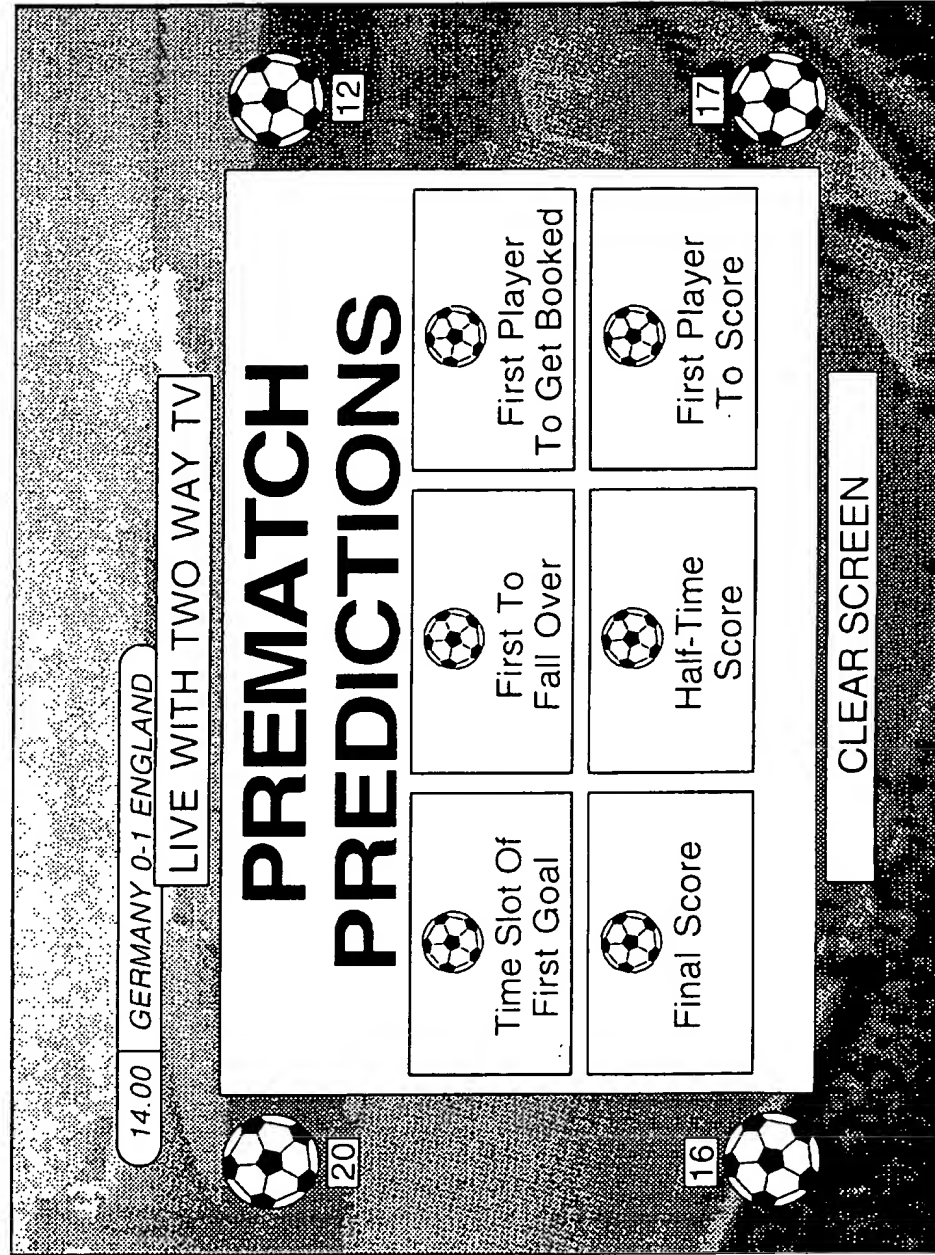 14.00 GERMANY 0-1 ENGLAND
LIVE WITH TWO WAY TV
PREMATCH
PREDICTIONS
20
12
Time Slot Of
First Goal
First To
Fall Over
First Player
To Get Booked
Final Score
Half-Time
Score
First Player
To Score
16
17
CLEAR SCREEN